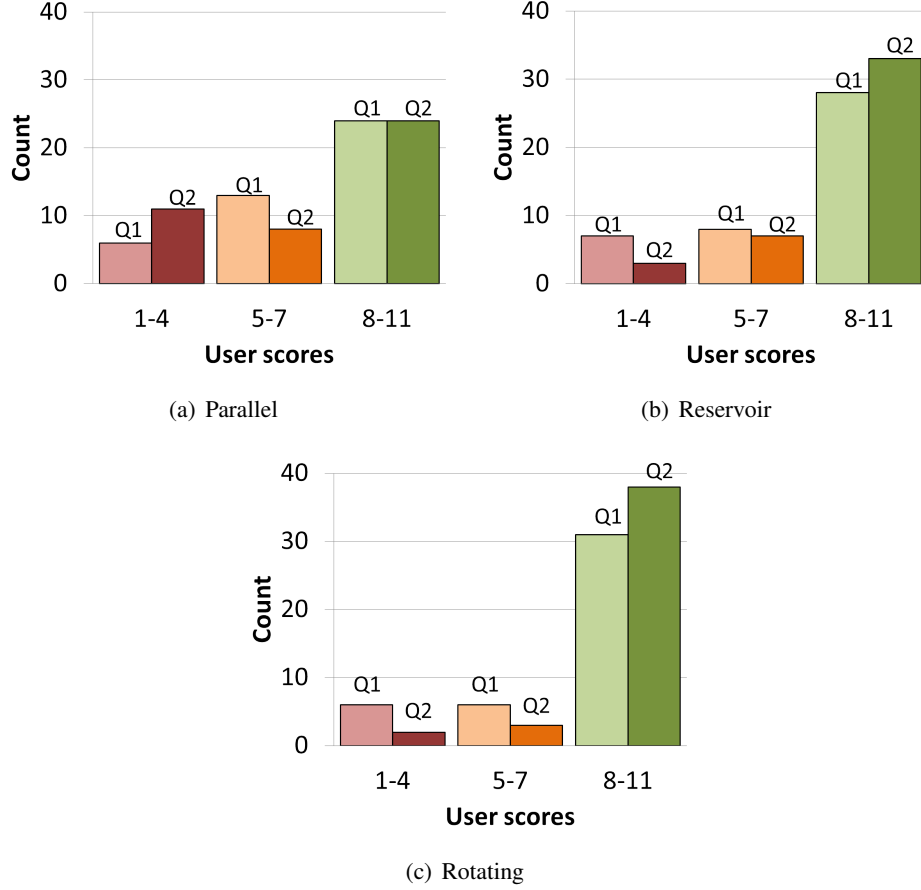 40
30
20
10
0
Count
Q1
Q2
Q1
Q2
Q1
Q2
1-4
5-7
8-11
User scores
(a) Parallel
40
30
20
10
0
Count
Q1
Q2
Q1
Q2
Q1
Q2
1-4
5-7
8-11
User scores
(b) Reservoir
40
30
20
10
0
Count
Q1
Q2
Q1
Q2
Q1
Q2
1-4
5-7
8-11
User scores
(c) Rotating